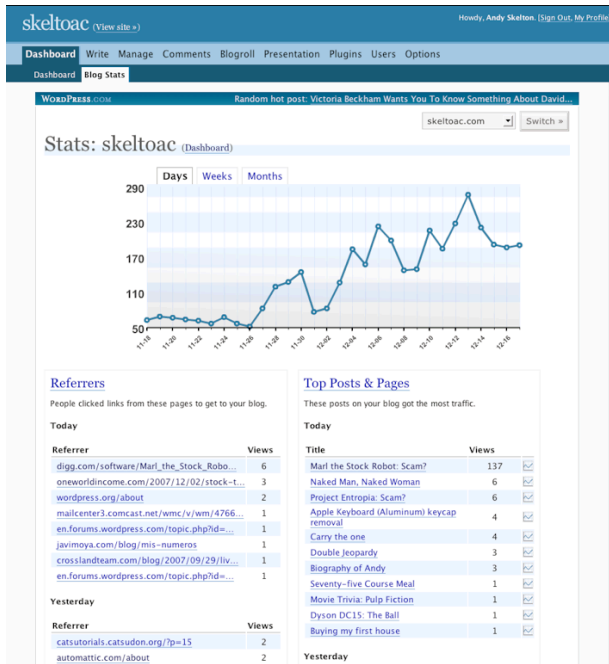 skeltoac (View site »)
Howdy, Andy Skelton. [Sign Out, My Profile
Dashboard Write Manage Comments Blogroll Presentation Plugins Users Options
Dashboard Blog Stats
WORDPRESS.COM Random hot post: Victoria Beckham Wants You To Know Something About David...
skeltoac.com Switch »
Stats: skeltoac (Dashboard)
Days Weeks Months
290
230
170
110
50
11-18 11-20 11-22 11-24 11-26 11-28 11-30 12-02 12-04 12-06 12-08 12-10 12-12 12-14 12-16
Referrers
People clicked links from these pages to get to your blog.
Today
Referrer Views
digg.com/software/Marl_the_Stock_Robo... 6
oneworldincome.com/2007/12/02/stock-t... 3
wordpress.org/about 2
mailcenter3.comcast.net/wmc/v/wm/4766... 1
en.forums.wordpress.com/topic.php?id=... 1
javimoya.com/blog/mis-numeros 1
crosslandteam.com/blog/2007/09/29/liv... 1
en.forums.wordpress.com/topic.php?id=... 1
Yesterday
Referrer Views
catsutorials.catsudon.org/?p=15 2
automattic.com/about 2
Top Posts & Pages
These posts on your blog got the most traffic.
Today
Title Views
Marl the Stock Robot: Scam? 137
Naked Man, Naked Woman 6
Project Entropia: Scam? 6
Apple Keyboard (Aluminum) keycap
removal 4
Carry the one 4
Double Jeopardy 3
Biography of Andy 3
Seventy-five Course Meal 1
Movie Trivia: Pulp Fiction 1
Dyson DC15: The Ball 1
Buying my first house 1
Yesterday